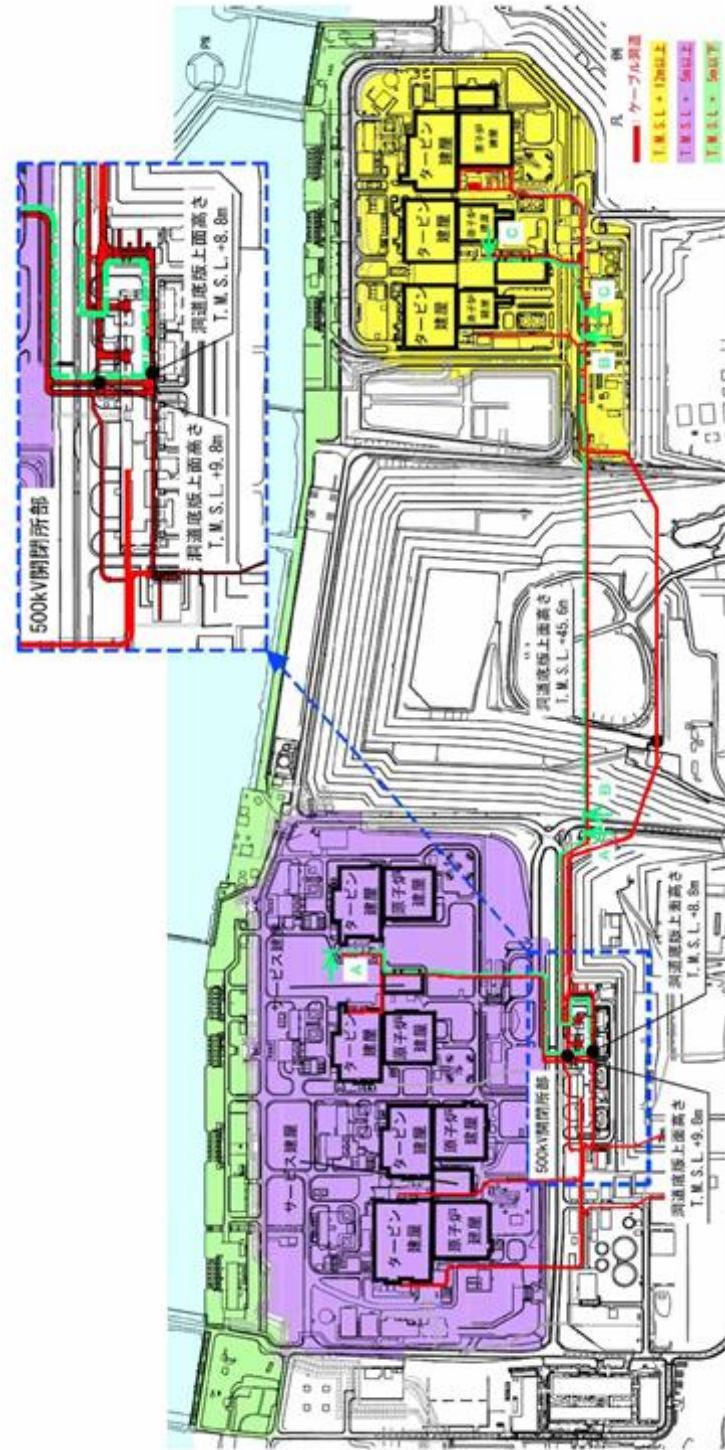 500kV開閉所部
洞道底版上面高さ
T.M.S.L.+9.8m
洞道底版上面高さ
T.M.S.L.+8.8m
サービス建屋
サービス建屋
タービン
建屋
原子炉
建屋
タービン
建屋
原子炉
建屋
タービン
建屋
原子炉
建屋
タービン
建屋
原子炉
建屋
A
500kV開閉所部
洞道底版上面高さ
T.M.S.L.+9.8m
洞道底版上面高さ
T.M.S.L.+8.8m
A
B
洞道底版上面高さ
T.M.S.L.+45.6m
B
C
C
タービン
建屋
原子炉
建屋
タービン
建屋
原子炉
建屋
タービン
建屋
原子炉
建屋
PN
凡 例
ケーブル洞道
T.M.S.L.+ 12m以上
T.M.S.L.+ 5m以上
T.M.S.L.+ 5m以下